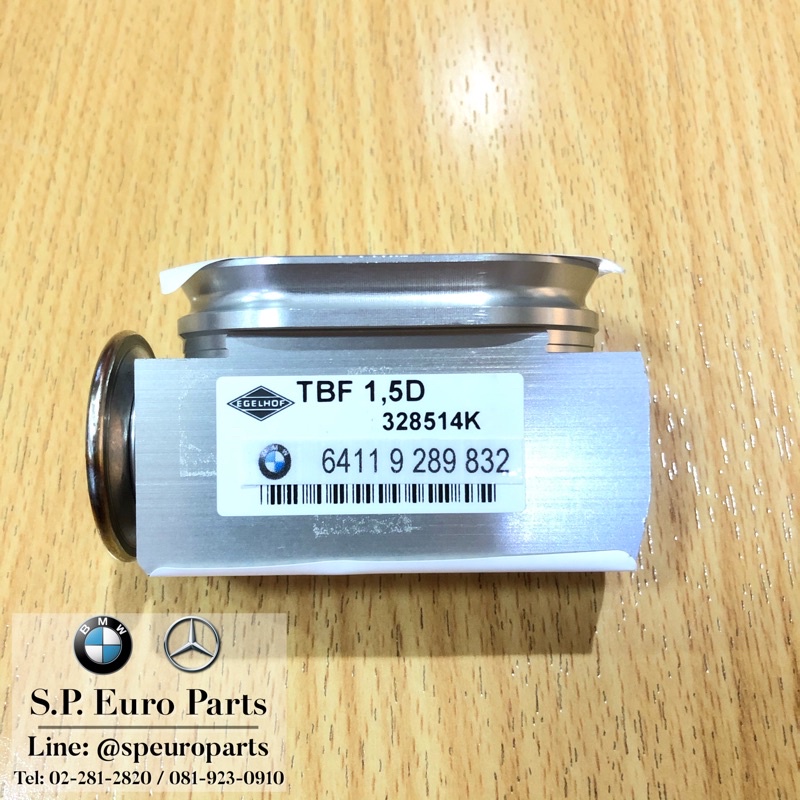 EGELHOF
TBF 1,5D
328514K
BMW
6411 9 289 832
BMW
S.P. Euro Parts
Line: @speuroparts
Tel: 02-281-2820 / 081-923-0910